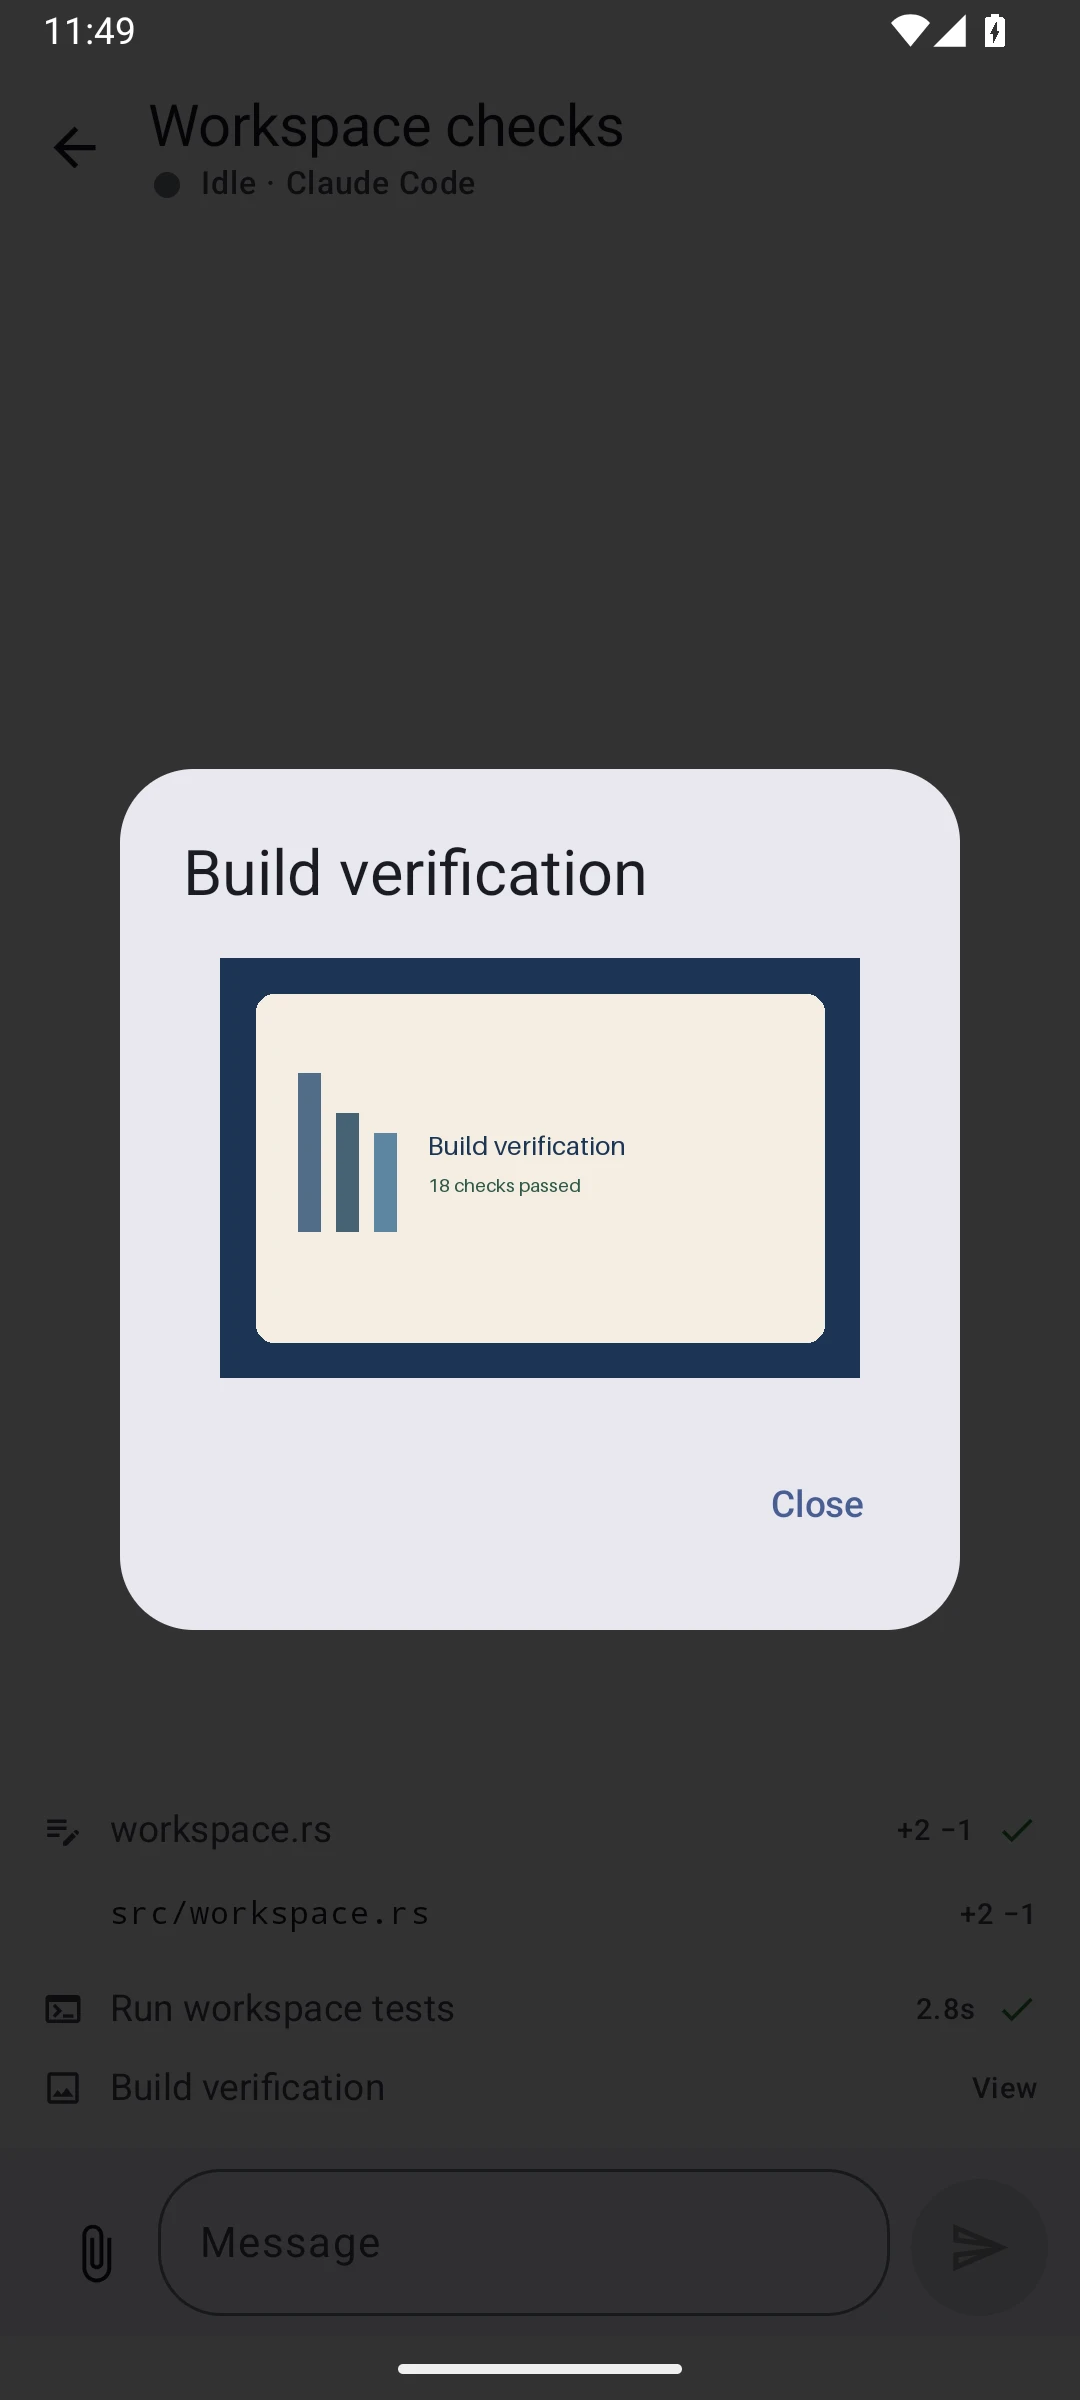 11:49
Workspace checks
Idle · Claude Code
Build verification
Build verification
18 checks passed
Close
workspace.rs +2 −1
src/workspace.rs +2 −1
Run workspace tests 2.8s
Build verification View
Message